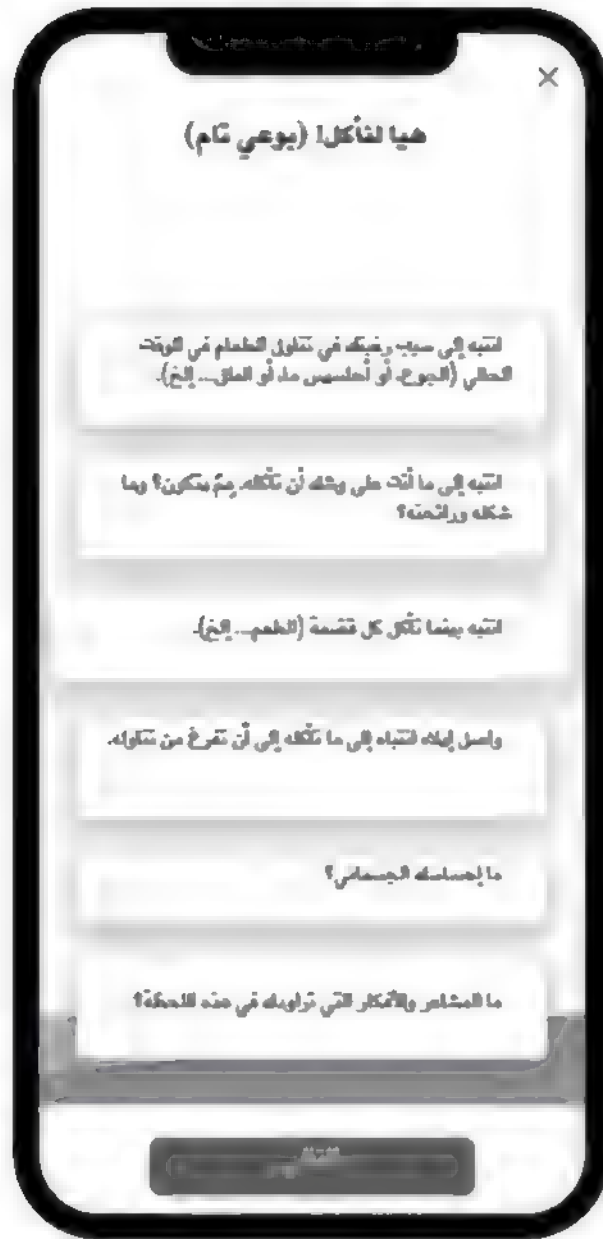 هيا لنأكل! (بوعي تام)
انتبه إلى سبب رغبتك في تناول الطعام في الوقت
الحالي (الجوع، أو أحاسيس ما، أو الملل... إلخ).
انتبه إلى ما أنت على وشك أن تأكله. مِمَّ يتكون؟ وما
شكله ورائحته؟
انتبه بينما تأكل كل قضمة (الطعم... إلخ).
واصل إيلاء انتباه إلى ما تأكله إلى أن تفرغ من تناوله.
ما إحساسك الجسماني؟
ما المشاعر والأفكار التي تراودك في هذه اللحظة؟